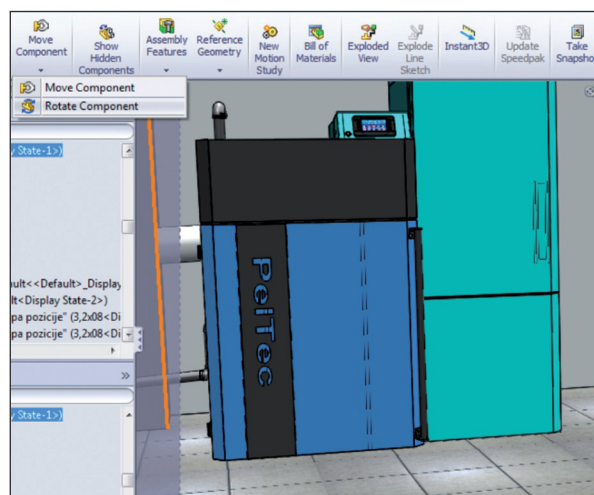 Move
Component
Show
Hidden
Components
Assembly
Features
Reference
Geometry
New
Motion
Study
Bill of
Materials
Exploded
View
Explode
Line
Sketch
Instant3D
Update
Speedpak
Take
Snapsho
Move Component
Rotate Component
y State-1>)
ult<<Default>_Display
lt<Display State-2>)
pa pozicije" (3,2x08<Di
pa pozicije" (3,2x08<Di
»
y State-1>)
PelTec